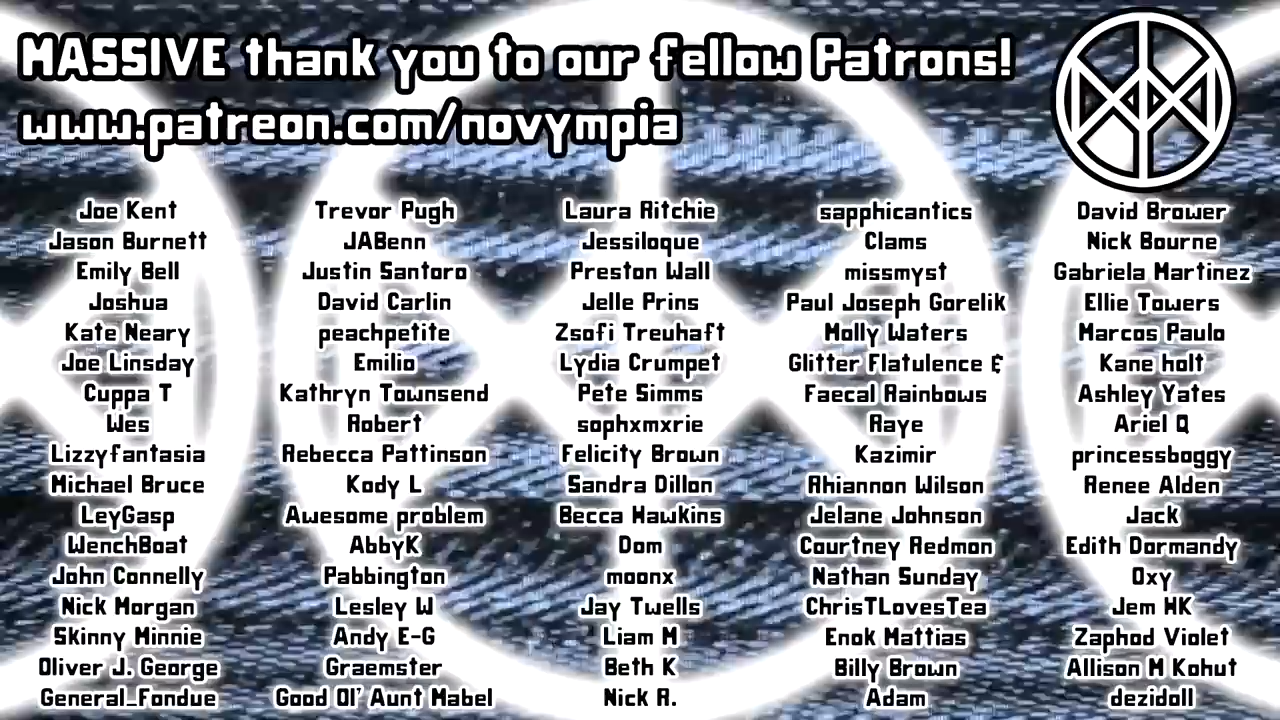 MASSIVE thank you to our fellow Patrons!
www.patreon.com/novympia
Joe Kent
Jason Burnett
Emily Bell
Joshua
Kate Neary
Joe Linsday
Cuppa T
Wes
Lizzyfantasia
Michael Bruce
LeyGasp
WenchBoat
John Connelly
Nick Morgan
Skinny Minnie
Oliver J. George
General_Fondue
Trevor Pugh
JABenn
Justin Santoro
David Carlin
peachpetite
Emilio
Kathryn Townsend
Robert
Rebecca Pattinson
Kody L
Awesome problem
AbbyK
Pabbington
Lesley W
Andy E-G
Graemster
Good Ol' Aunt Mabel
Laura Ritchie
Jessiloque
Preston Wall
Jelle Prins
Zsofi Treuhaft
Lydia Crumpet
Pete Simms
sophxmxrie
Felicity Brown
Sandra Dillon
Becca Hawkins
Dom
moonx
Jay Twells
Liam M
Beth K
Nick R.
sapphicantics
Clams
missmyst
Paul Joseph Gorelik
Molly Waters
Glitter Flatulence &
Faecal Rainbows
Raye
Kazimir
Rhiannon Wilson
Jelane Johnson
Courtney Redmon
Nathan Sunday
ChrisTLovesTea
Enok Mattias
Billy Brown
Adam
David Brower
Nick Bourne
Gabriela Martinez
Ellie Towers
Marcos Paulo
Kane holt
Ashley Yates
Ariel Q
princessboggy
Renee Alden
Jack
Edith Dormandy
Oxy
Jem HK
Zaphod Violet
Allison M Kohut
dezidoll